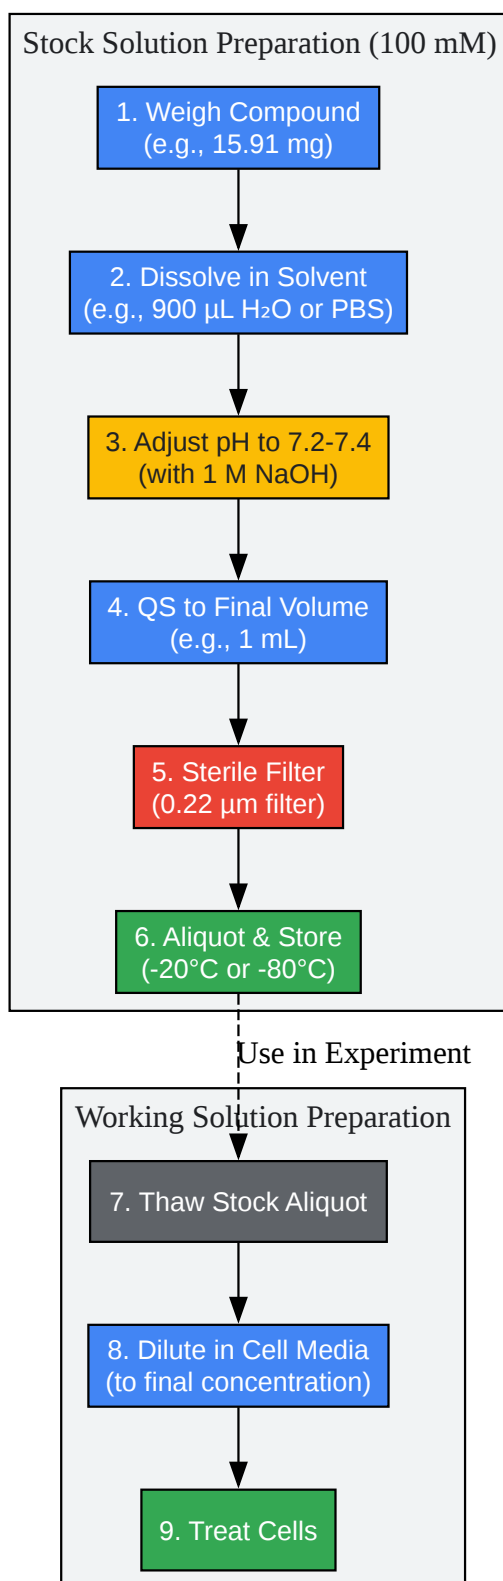 Stock Solution Preparation (100 mM)
1. Weigh Compound
(e.g., 15.91 mg)
2. Dissolve in Solvent
(e.g., 900 µL H₂O or PBS)
3. Adjust pH to 7.2-7.4
(with 1 M NaOH)
4. QS to Final Volume
(e.g., 1 mL)
5. Sterile Filter
(0.22 µm filter)
6. Aliquot & Store
(-20°C or -80°C)
Use in Experiment
Working Solution Preparation
7. Thaw Stock Aliquot
8. Dilute in Cell Media
(to final concentration)
9. Treat Cells